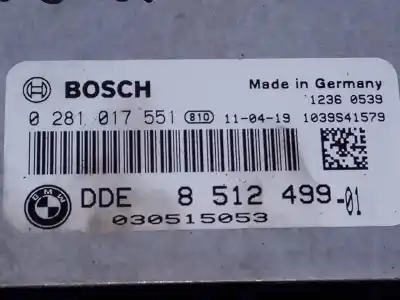 BOSCH
Made in Germany
1236 0539
0 281 017 551 810 11-04-19 1039S41579
BMW DDE 8 512 499-01
030515053